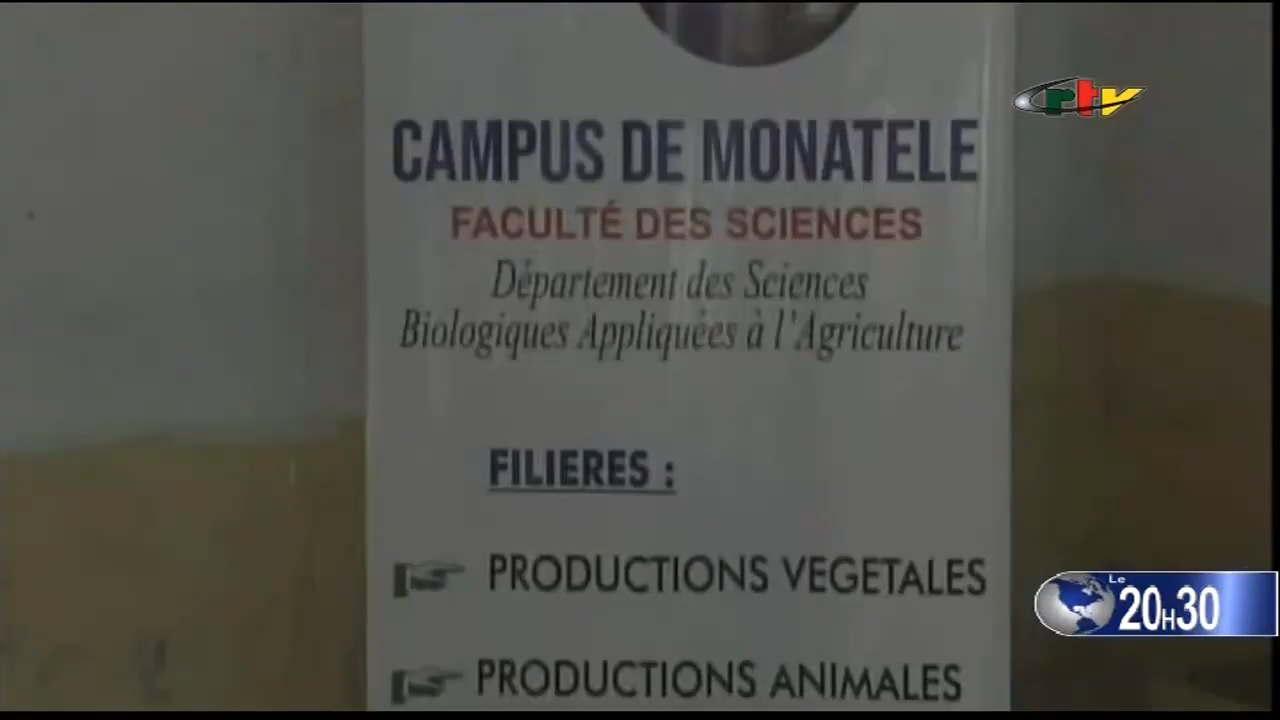 crtv
CAMPUS DE MONATELE
FACULTÉ DES SCIENCES
Département des Sciences
Biologiques Appliquées à l'Agriculture
FILIERES :
PRODUCTIONS VEGETALES
PRODUCTIONS ANIMALES
Le
20H30